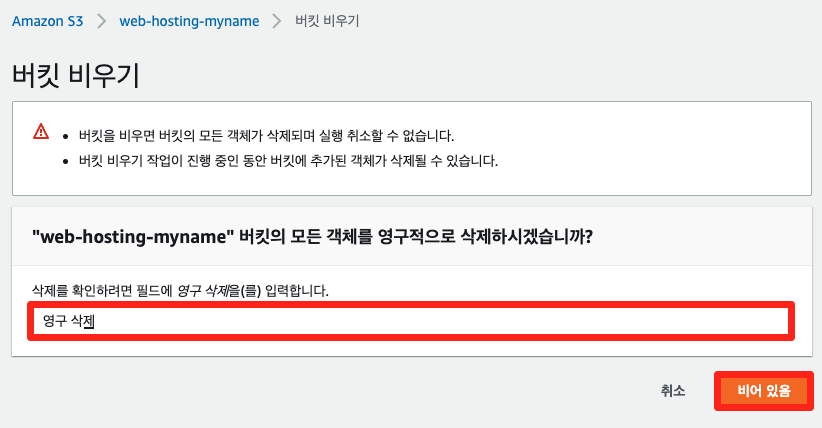 Amazon S3 > web-hosting-myname > 버킷 비우기
버킷 비우기
• 버킷을 비우면 버킷의 모든 객체가 삭제되며 실행 취소할 수 없습니다.
• 버킷 비우기 작업이 진행 중인 동안 버킷에 추가된 객체가 삭제될 수 있습니다.
"web-hosting-myname" 버킷의 모든 객체를 영구적으로 삭제하시겠습니까?
삭제를 확인하려면 필드에 영구 삭제을(를) 입력합니다.
영구 삭제
취소 비어 있음